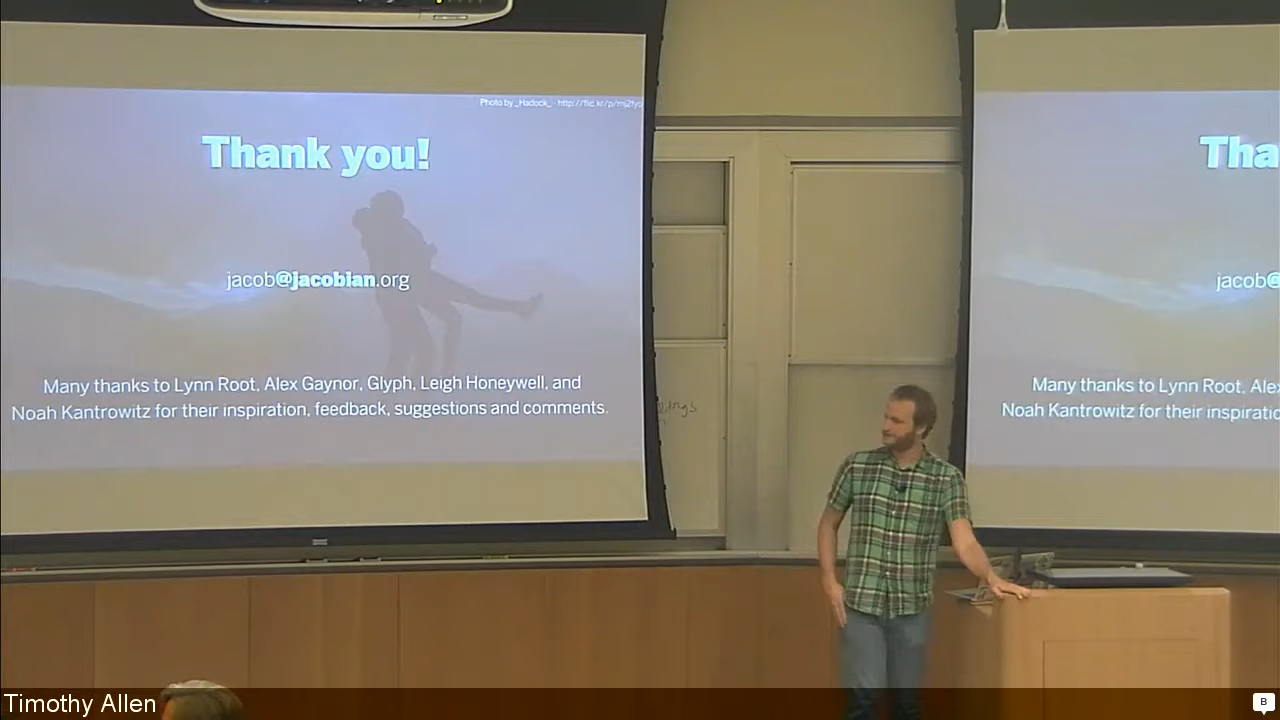 Photo by _Hadock_ - http://flic.kr/p/
Thank you!
jacob@jacobian.org
Many thanks to Lynn Root, Alex Gaynor, Glyph, Leigh Honeywell, and
Noah Kantrowitz for their inspiration, feedback, suggestions and comments.
Tha
jacob@
Many thanks to Lynn Root, Ale
Noah Kantrowitz for their inspiratio
Timothy Allen
B